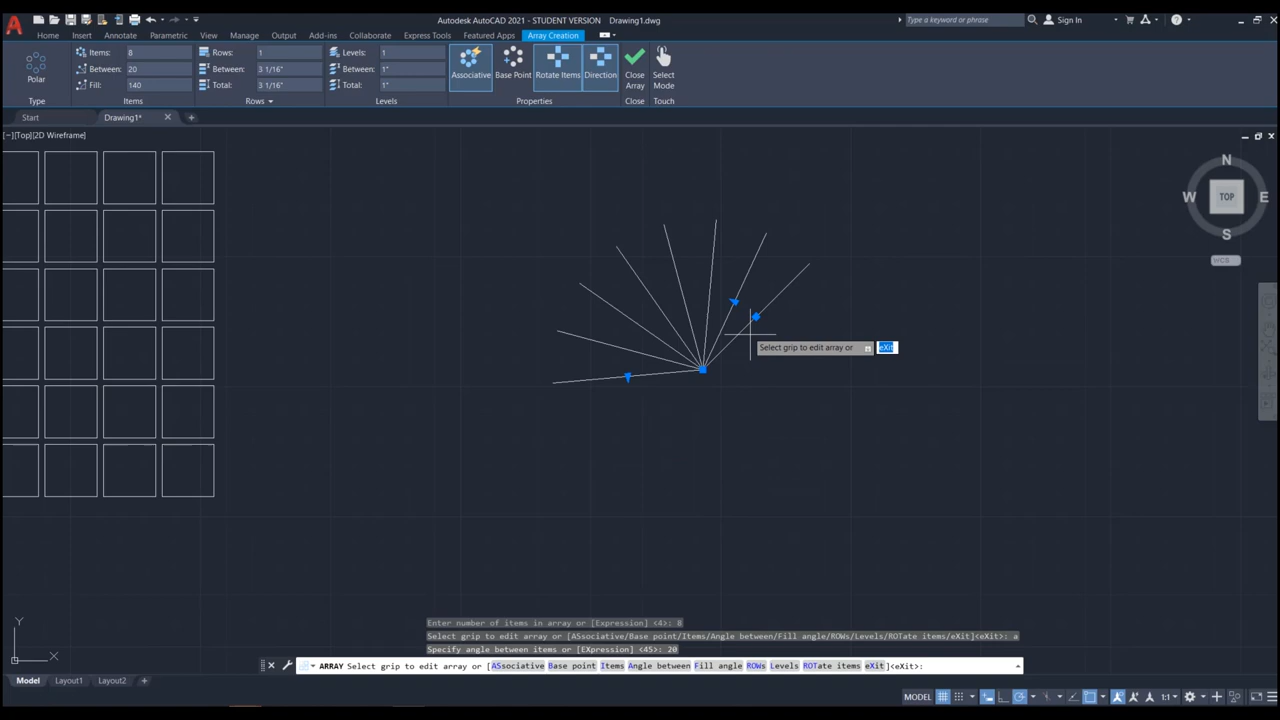 Autodesk AutoCAD 2021 - STUDENT VERSION Drawing1.dwg
Type a keyword or phrase
Sign In
Home Insert Annotate Parametric View Manage Output Add-ins Collaborate Express Tools Featured Apps Array Creation
Items: 8 Rows: 1 Levels: 1
Between: 20 Between: 3 1/16" Between: 1"
Fill: 140 Total: 3 1/16" Total: 1"
Polar
Associative Base Point Rotate Items Direction
Close Array
Select Mode
Type Items Rows Levels Properties Close Touch
Start Drawing1*
[−][Top][2D Wireframe]
N
W TOP E
S
WCS
Select grip to edit array or eXit
Y
X
Enter number of items in array or [Expression] <4>: 8
Select grip to edit array or [ASsociative/Base point/Items/Angle between/Fill angle/ROWs/Levels/ROTate items/eXit]<eXit>: a
Specify angle between items or [EXpression] <45>: 20
ARRAY Select grip to edit array or [ASsociative Base point Items Angle between Fill angle ROWs Levels ROTate items eXit]<eXit>:
Model Layout1 Layout2
MODEL 1:1